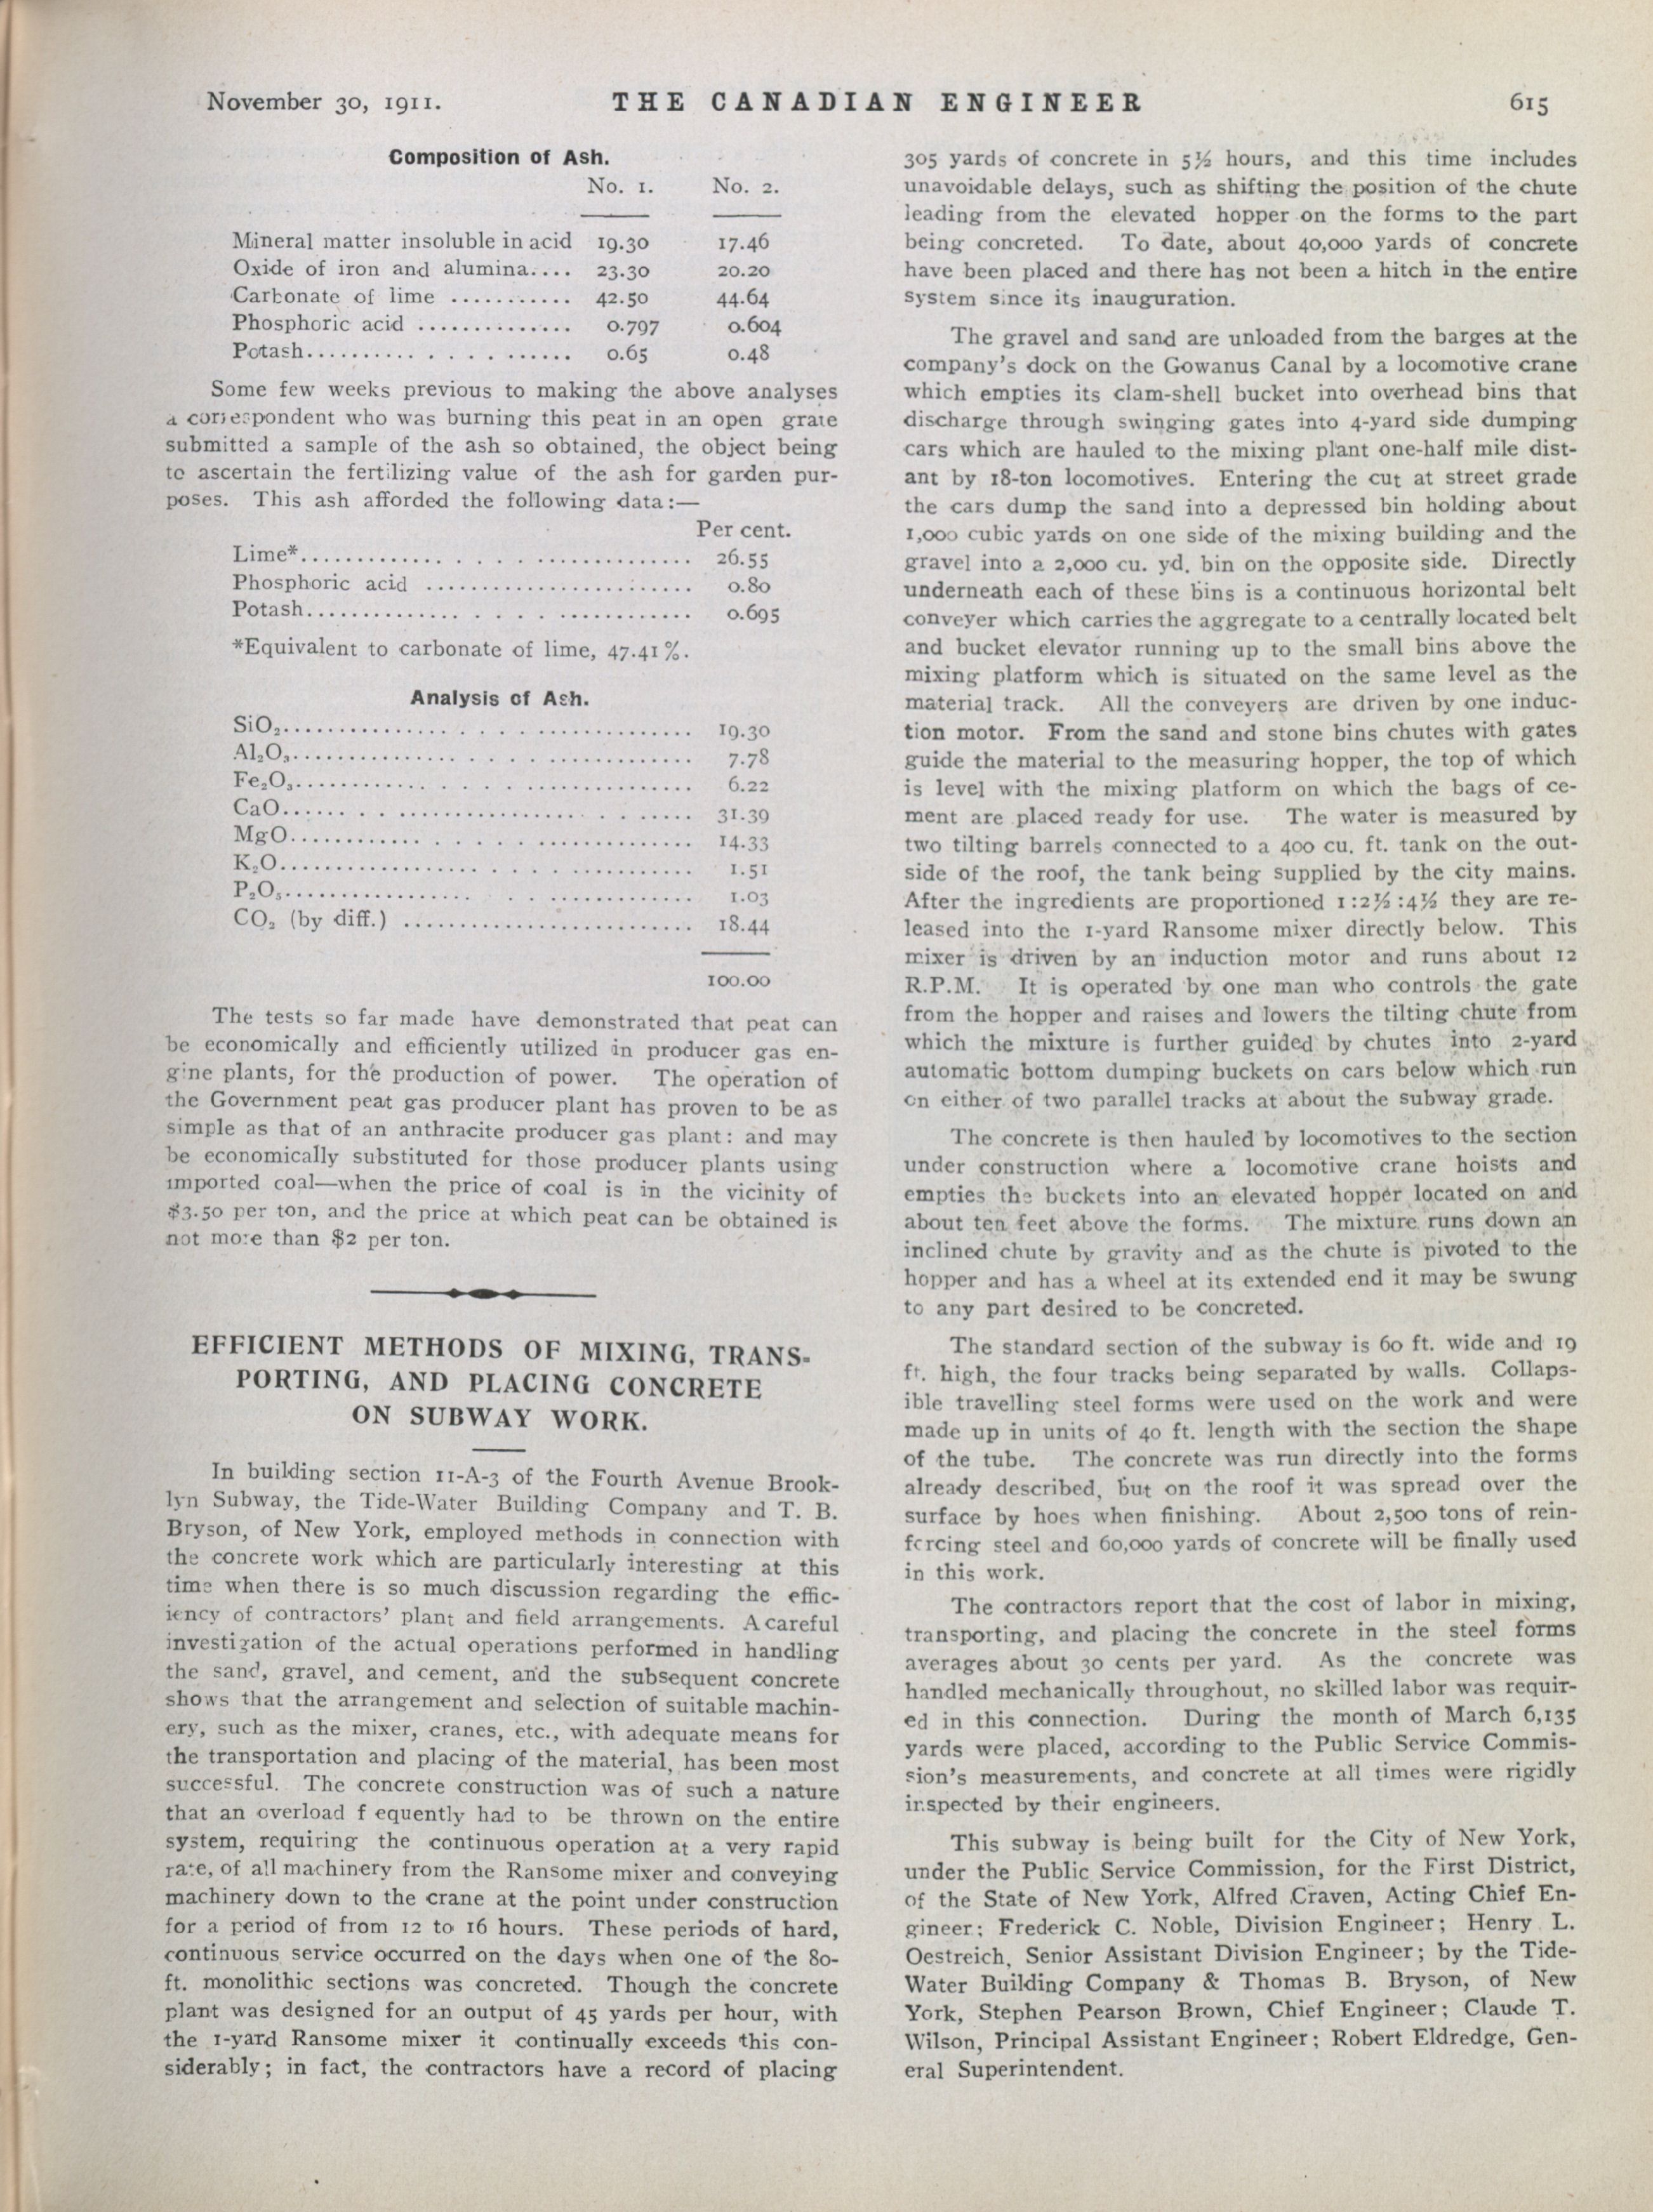 November 30, 1911.
THE CANADIAN ENGINEER
615
Composition of Ash.
No. 1. No. 2.
Mineral matter insoluble in acid 19.30 17.46
Oxide of iron and alumina.... 23.30 20.20
Carbonate of lime ........... 42.50 44.64
Phosphoric acid .............. 0.797 0.604
Potash.......... . . . . ...... 0.65 0.48
Some few weeks previous to making the above analyses
a correspondent who was burning this peat in an open grate
submitted a sample of the ash so obtained, the object being
to ascertain the fertilizing value of the ash for garden pur-
poses. This ash afforded the following data:—
Per cent.
Lime*.............. . . . ................ 26.55
Phosphoric acid ........................ 0.80
Potash.............. . . . . ............ 0.695
*Equivalent to carbonate of lime, 47.41%.
Analysis of Ash.
SiO₂................ . . . ............... 19.30
Al₂O₃................ . . . ............. 7.78
Fe₂O₃............. . . . . .............. 6.22
CaO...... . . ..................... . ...... 31.39
MgO............ . . . . . ............... 14.33
K₂O................. . . . ............. 1.51
P₂O₅................. . . ............. 1.03
CO₂ (by diff.) .......................... 18.44
100.00
The tests so far made have demonstrated that peat can
be economically and efficiently utilized in producer gas en-
gine plants, for the production of power. The operation of
the Government peat gas producer plant has proven to be as
simple as that of an anthracite producer gas plant: and may
be economically substituted for those producer plants using
imported coal—when the price of coal is in the vicinity of
$3.50 per ton, and the price at which peat can be obtained is
not more than $2 per ton.
EFFICIENT METHODS OF MIXING, TRANS-
PORTING, AND PLACING CONCRETE
ON SUBWAY WORK.
In building section 11-A-3 of the Fourth Avenue Brook-
lyn Subway, the Tide-Water Building Company and T. B.
Bryson, of New York, employed methods in connection with
the concrete work which are particularly interesting at this
time when there is so much discussion regarding the effic-
iency of contractors' plant and field arrangements. A careful
investigation of the actual operations performed in handling
the sand, gravel, and cement, and the subsequent concrete
shows that the arrangement and selection of suitable machin-
ery, such as the mixer, cranes, etc., with adequate means for
the transportation and placing of the material, has been most
successful. The concrete construction was of such a nature
that an overload f equently had to be thrown on the entire
system, requiring the continuous operation at a very rapid
rate, of all machinery from the Ransome mixer and conveying
machinery down to the crane at the point under construction
for a period of from 12 to 16 hours. These periods of hard,
continuous service occurred on the days when one of the 80-
ft. monolithic sections was concreted. Though the concrete
plant was designed for an output of 45 yards per hour, with
the 1-yard Ransome mixer it continually exceeds this con-
siderably; in fact, the contractors have a record of placing
305 yards of concrete in 5½ hours, and this time includes
unavoidable delays, such as shifting the position of the chute
leading from the elevated hopper on the forms to the part
being concreted. To date, about 40,000 yards of concrete
have been placed and there has not been a hitch in the entire
system since its inauguration.
The gravel and sand are unloaded from the barges at the
company's dock on the Gowanus Canal by a locomotive crane
which empties its clam-shell bucket into overhead bins that
discharge through swinging gates into 4-yard side dumping
cars which are hauled to the mixing plant one-half mile dist-
ant by 18-ton locomotives. Entering the cut at street grade
the cars dump the sand into a depressed bin holding about
1,000 cubic yards on one side of the mixing building and the
gravel into a 2,000 cu. yd. bin on the opposite side. Directly
underneath each of these bins is a continuous horizontal belt
conveyer which carries the aggregate to a centrally located belt
and bucket elevator running up to the small bins above the
mixing platform which is situated on the same level as the
material track. All the conveyers are driven by one induc-
tion motor. From the sand and stone bins chutes with gates
guide the material to the measuring hopper, the top of which
is level with the mixing platform on which the bags of ce-
ment are placed ready for use. The water is measured by
two tilting barrels connected to a 400 cu. ft. tank on the out-
side of the roof, the tank being supplied by the city mains.
After the ingredients are proportioned 1:2½:4½ they are re-
leased into the 1-yard Ransome mixer directly below. This
mixer is driven by an induction motor and runs about 12
R.P.M. It is operated by one man who controls the gate
from the hopper and raises and lowers the tilting chute from
which the mixture is further guided by chutes into 2-yard
automatic bottom dumping buckets on cars below which run
on either of two parallel tracks at about the subway grade.
The concrete is then hauled by locomotives to the section
under construction where a locomotive crane hoists and
empties the buckets into an elevated hopper located on and
about ten feet above the forms. The mixture runs down an
inclined chute by gravity and as the chute is pivoted to the
hopper and has a wheel at its extended end it may be swung
to any part desired to be concreted.
The standard section of the subway is 60 ft. wide and 19
ft. high, the four tracks being separated by walls. Collaps-
ible travelling steel forms were used on the work and were
made up in units of 40 ft. length with the section the shape
of the tube. The concrete was run directly into the forms
already described, but on the roof it was spread over the
surface by hoes when finishing. About 2,500 tons of rein-
forcing steel and 60,000 yards of concrete will be finally used
in this work.
The contractors report that the cost of labor in mixing,
transporting, and placing the concrete in the steel forms
averages about 30 cents per yard. As the concrete was
handled mechanically throughout, no skilled labor was requir-
ed in this connection. During the month of March 6,135
yards were placed, according to the Public Service Commis-
sion's measurements, and concrete at all times were rigidly
inspected by their engineers.
This subway is being built for the City of New York,
under the Public Service Commission, for the First District,
of the State of New York, Alfred Craven, Acting Chief En-
gineer; Frederick C. Noble, Division Engineer; Henry L.
Oestreich, Senior Assistant Division Engineer; by the Tide-
Water Building Company & Thomas B. Bryson, of New
York, Stephen Pearson Brown, Chief Engineer; Claude T.
Wilson, Principal Assistant Engineer; Robert Eldredge, Gen-
eral Superintendent.